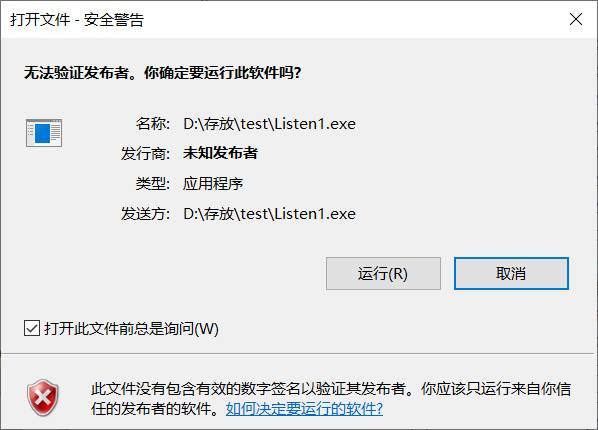 打开文件 - 安全警告
无法验证发布者。你确定要运行此软件吗?
名称: D:\存放\test\Listen1.exe
发行商: 未知发布者
类型: 应用程序
发送方: D:\存放\test\Listen1.exe
运行(R) 取消
打开此文件前总是询问(W)
此文件没有包含有效的数字签名以验证其发布者。你应该只运行来自你信
任的发布者的软件。如何决定要运行的软件?